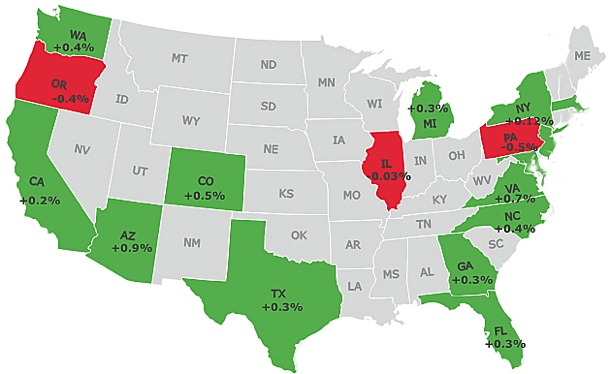 WA
+0.4%
MT
ND
MN
ME
OR
-0.4%
ID
SD
WI
+0.3%
MI
NY
+0.12%
WY
IA
PA
-0.5%
NV
UT
NE
IL
-0.03%
IN
OH
CA
+0.2%
CO
+0.5%
KS
MO
KY
WV
VA
+0.7%
AZ
+0.9%
NM
OK
AR
TN
NC
+0.4%
SC
TX
+0.3%
LA
MS
AL
GA
+0.3%
FL
+0.3%